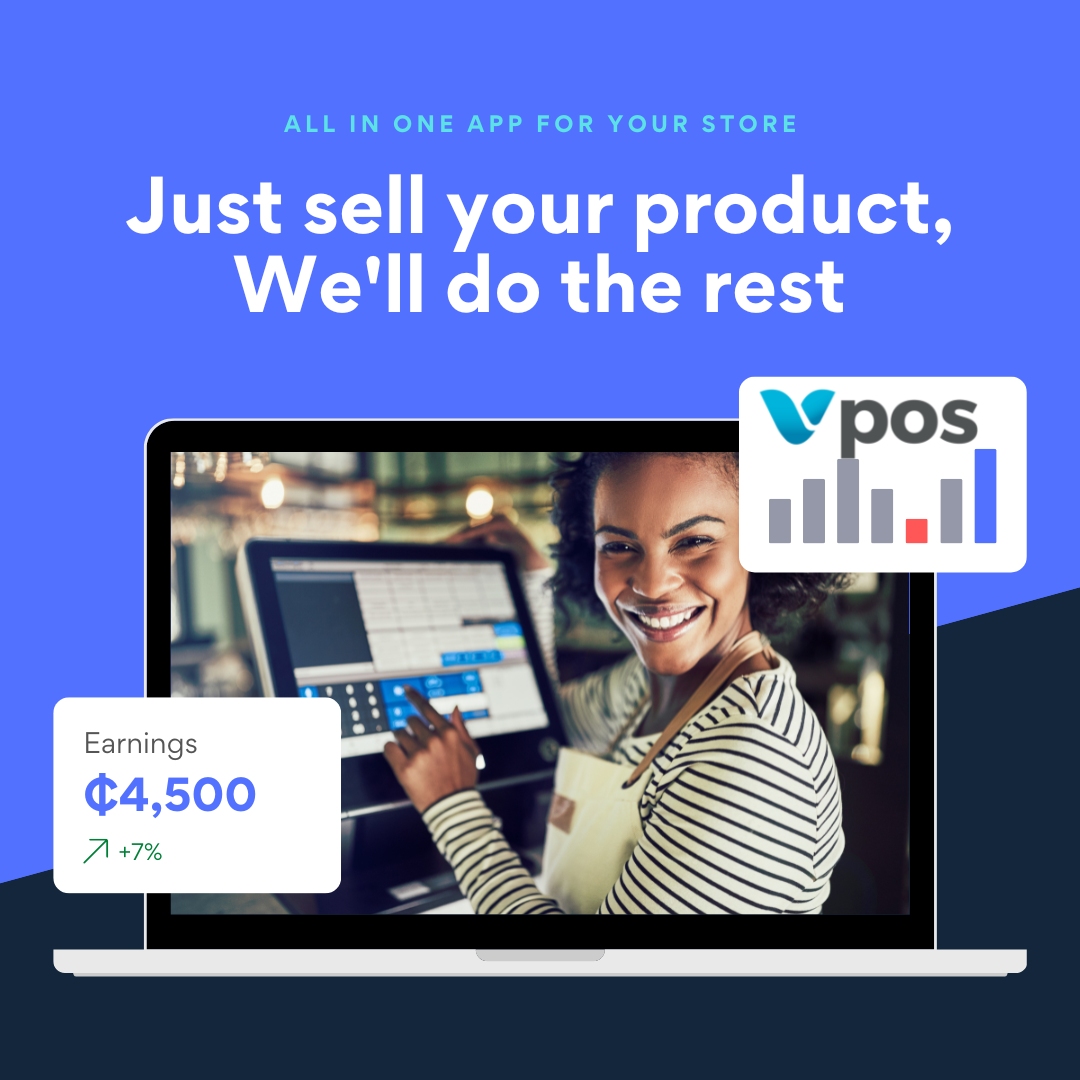 ALL IN ONE APP FOR YOUR STORE
Just sell your product,
We'll do the rest
Vpos
Earnings
₵4,500
+7%